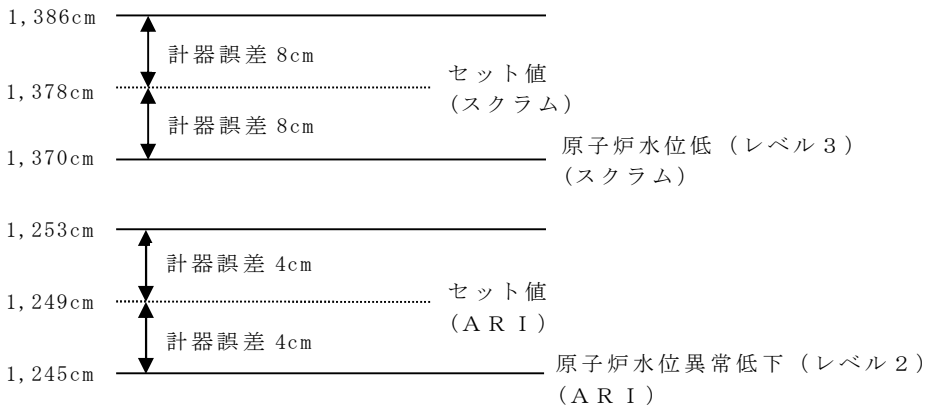 1,386cm
計器誤差 8cm
セット値
(スクラム)
1,378cm
計器誤差 8cm
原子炉水位低（レベル３）
(スクラム)
1,370cm
1,253cm
計器誤差 4cm
セット値
（ＡＲＩ）
1,249cm
計器誤差 4cm
原子炉水位異常低下（レベル２）
（ＡＲＩ）
1,245cm